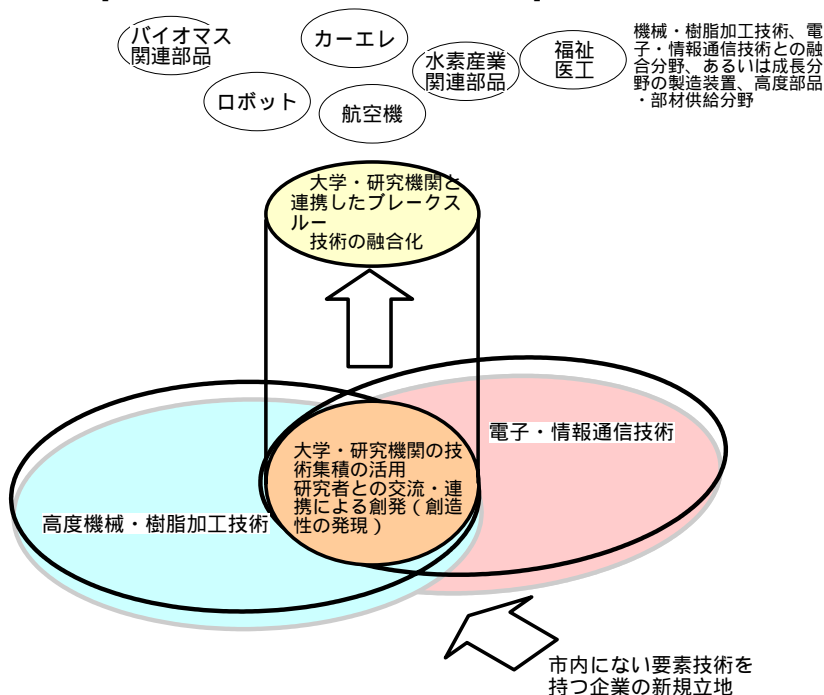 バイオマス
関連部品
カーエレ
水素産業
関連部品
福祉
医工
機械・樹脂加工技術、電
子・情報通信技術との融
合分野、あるいは成長分
野の製造装置、高度部品
・部材供給分野
ロボット
航空機
大学・研究機関と
連携したブレークス
ルー
技術の融合化
電子・情報通信技術
大学・研究機関の技
術集積の活用
研究者との交流・連
携による創発（創造
性の発現）
高度機械・樹脂加工技術
市内にない要素技術を
持つ企業の新規立地